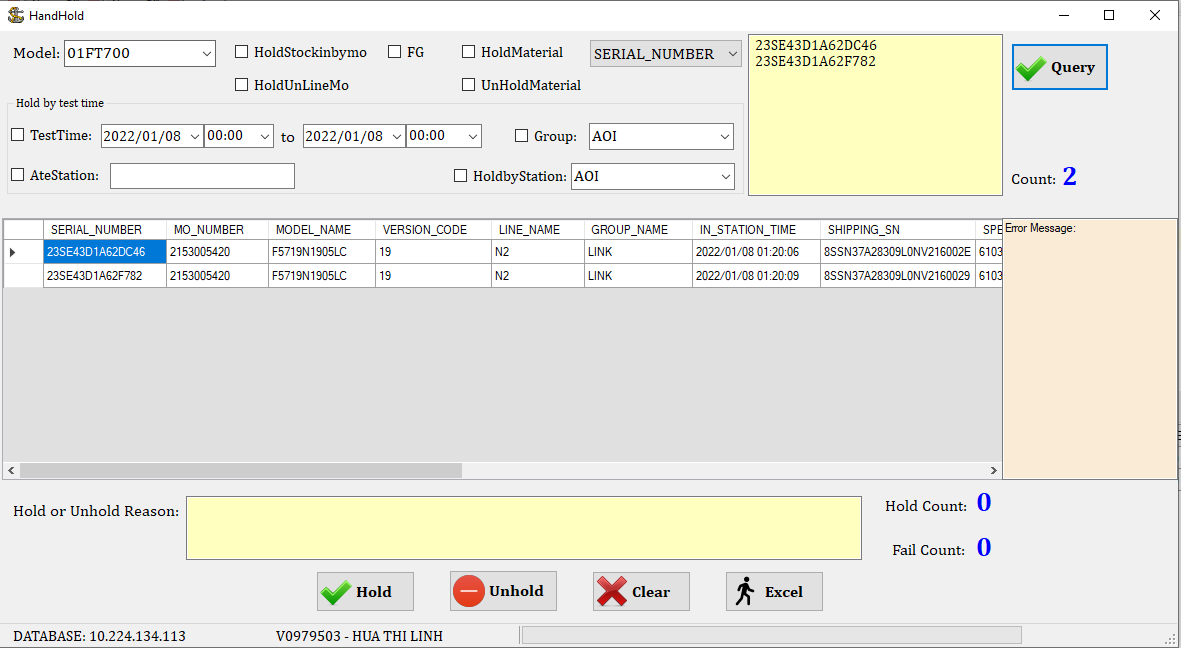 HandHold
Model: 01FT700 HoldStockinbymo FG HoldMaterial SERIAL_NUMBER
HoldUnLineMo UnHoldMaterial
23SE43D1A62DC46
23SE43D1A62F782
Query
Hold by test time
TestTime: 2022/01/08 00:00 to 2022/01/08 00:00 Group: AOI
AteStation: HoldbyStation: AOI
Count: 2
SERIAL_NUMBER MO_NUMBER MODEL_NAME VERSION_CODE LINE_NAME GROUP_NAME IN_STATION_TIME SHIPPING_SN SPE
23SE43D1A62DC46 2153005420 F5719N1905LC 19 N2 LINK 2022/01/08 01:20:06 8SSN37A28309L0NV216002E 6103
23SE43D1A62F782 2153005420 F5719N1905LC 19 N2 LINK 2022/01/08 01:20:09 8SSN37A28309L0NV2160029 6103
Error Message:
Hold or Unhold Reason:
Hold Count: 0
Fail Count: 0
Hold Unhold Clear Excel
DATABASE: 10.224.134.113 V0979503 - HUA THI LINH